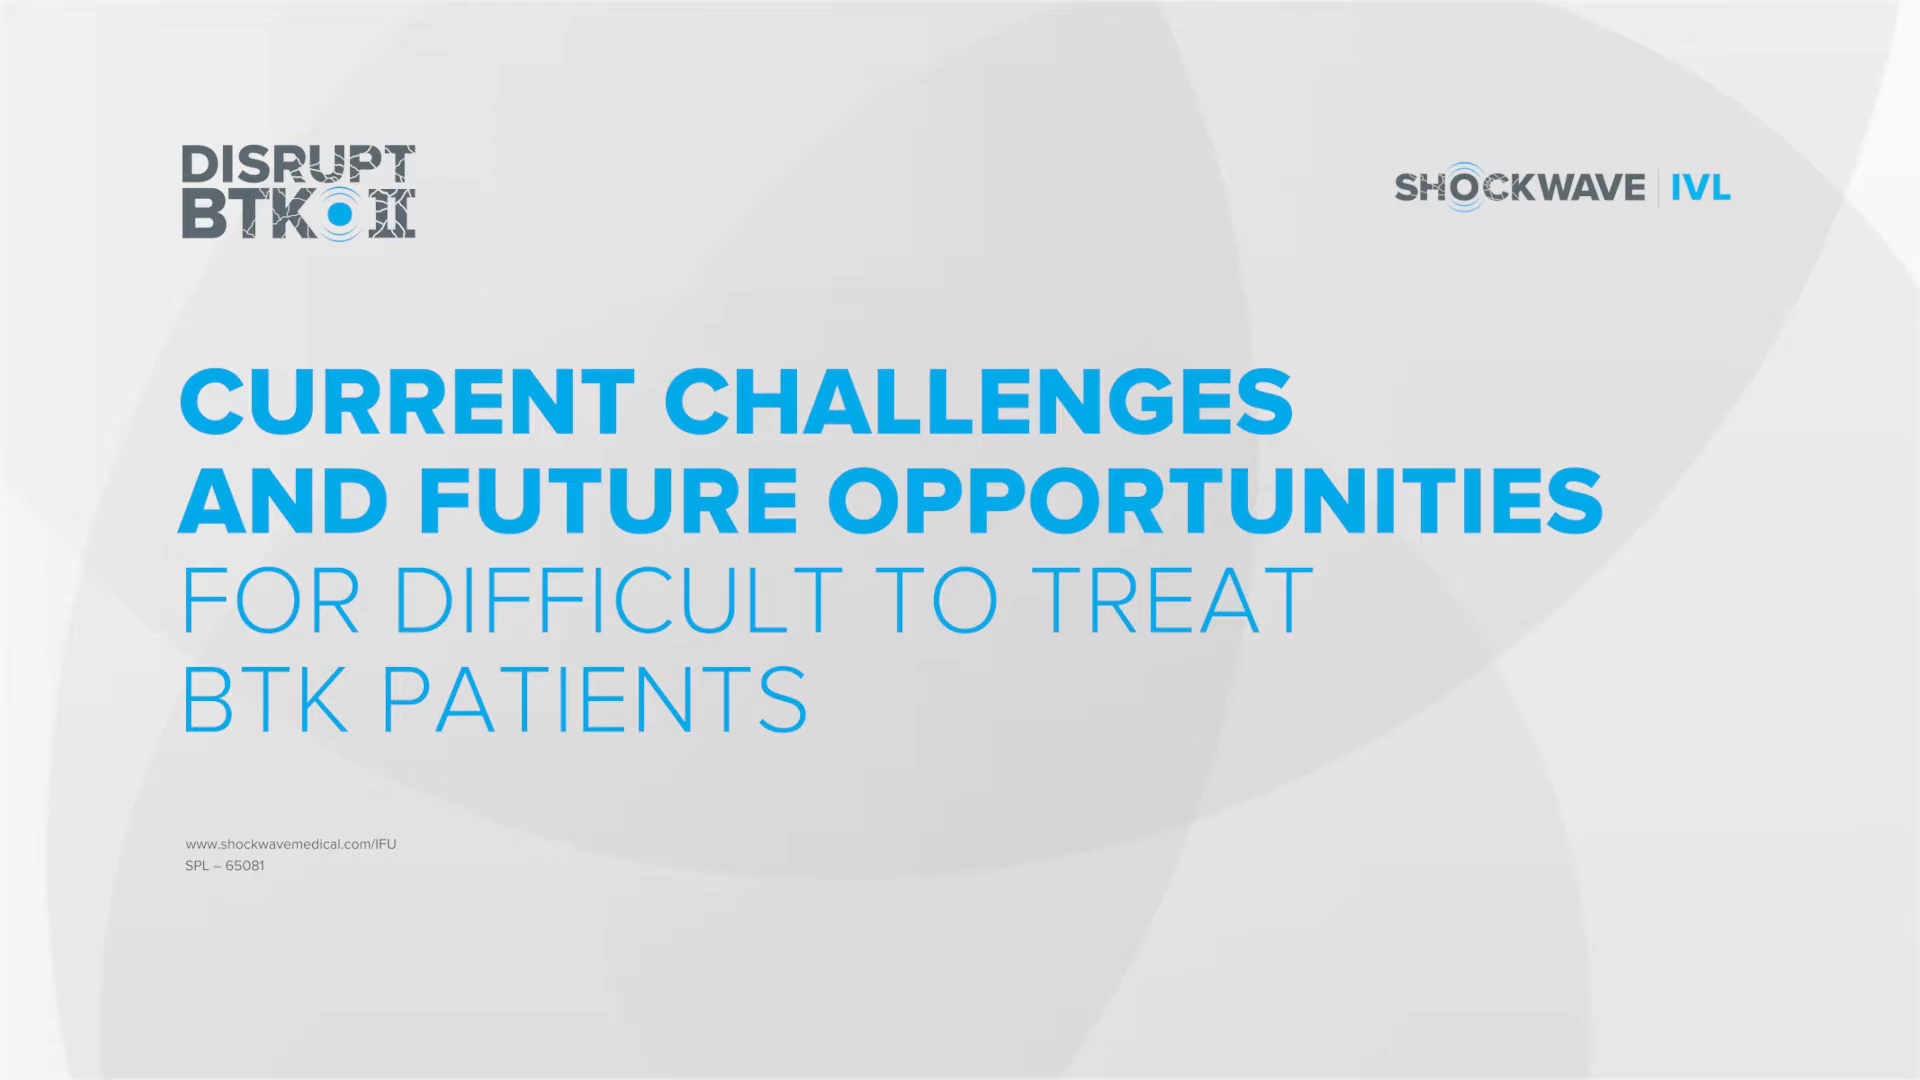 DISRUPT
BTK II
SHOCKWAVE | IVL
CURRENT CHALLENGES
AND FUTURE OPPORTUNITIES
FOR DIFFICULT TO TREAT
BTK PATIENTS
www.shockwavemedical.com/IFU
SPL – 65081